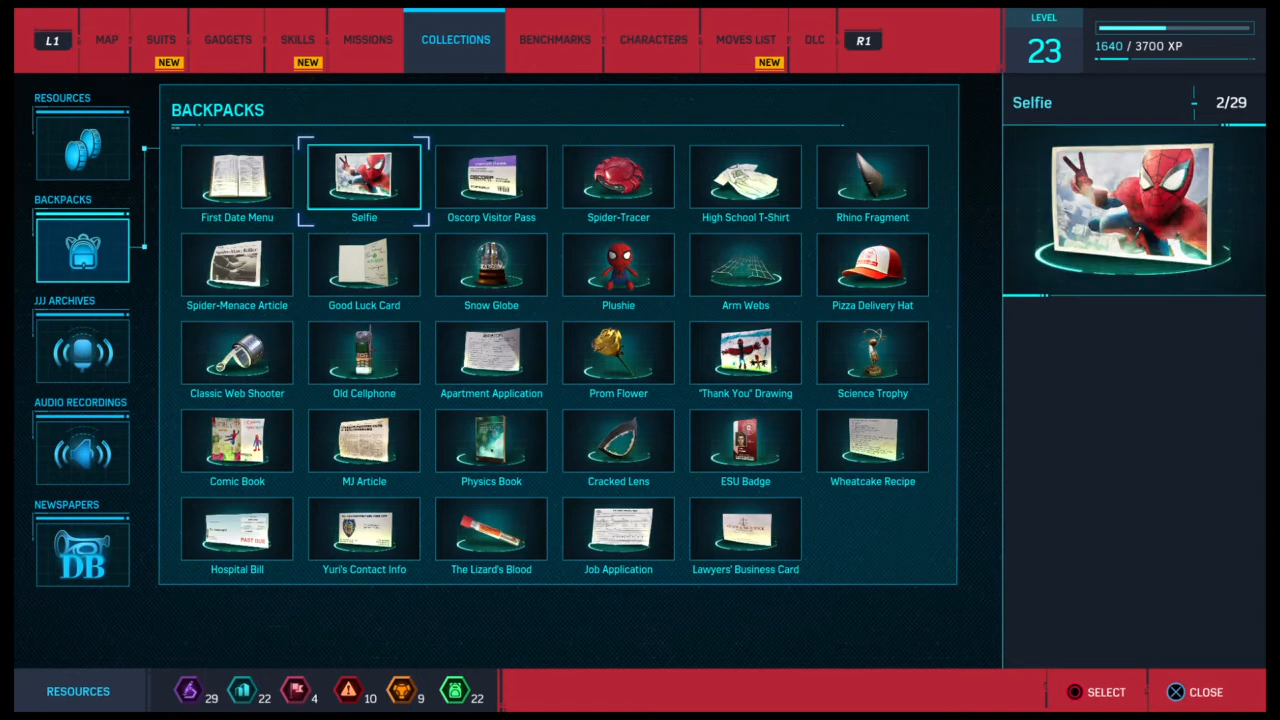 L1
MAP
SUITS
NEW
GADGETS
SKILLS
NEW
MISSIONS
COLLECTIONS
BENCHMARKS
CHARACTERS
MOVES LIST
NEW
DLC
R1
LEVEL
23
1640 / 3700 XP
RESOURCES
BACKPACKS
JJJ ARCHIVES
AUDIO RECORDINGS
NEWSPAPERS
DB
BACKPACKS
First Date Menu
Selfie
Oscorp Visitor Pass
Spider-Tracer
High School T-Shirt
Rhino Fragment
Spider-Menace Article
Good Luck Card
Snow Globe
Plushie
Arm Webs
Pizza Delivery Hat
Classic Web Shooter
Old Cellphone
Apartment Application
Prom Flower
"Thank You" Drawing
Science Trophy
Comic Book
MJ Article
Physics Book
Cracked Lens
ESU Badge
Wheatcake Recipe
PAST DUE
Hospital Bill
Yuri's Contact Info
The Lizard's Blood
Job Application
Lawyers' Business Card
Selfie
2/29
RESOURCES
29
22
4
10
9
22
SELECT
CLOSE